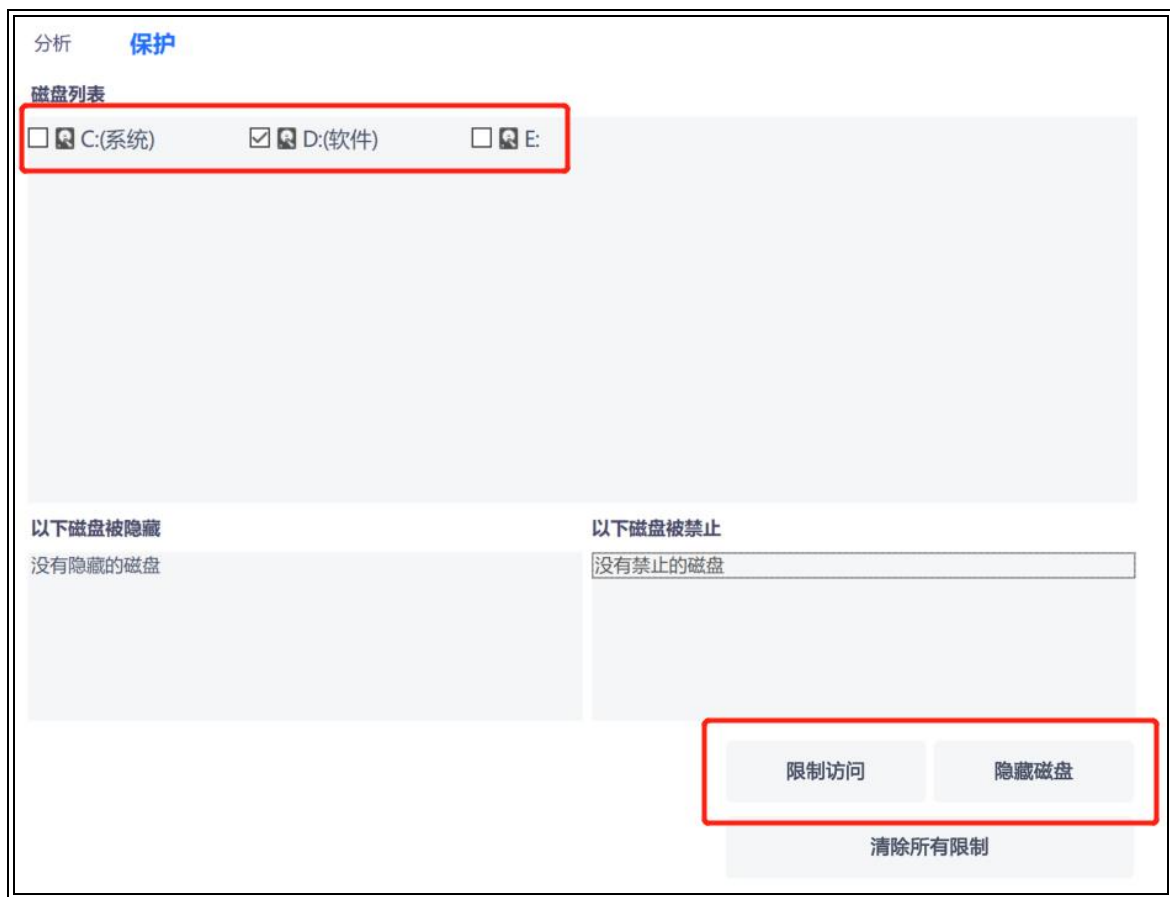 分析 保护
磁盘列表
C:(系统) D:(软件) E:
以下磁盘被隐藏 以下磁盘被禁止
没有隐藏的磁盘 没有禁止的磁盘
限制访问 隐藏磁盘
清除所有限制